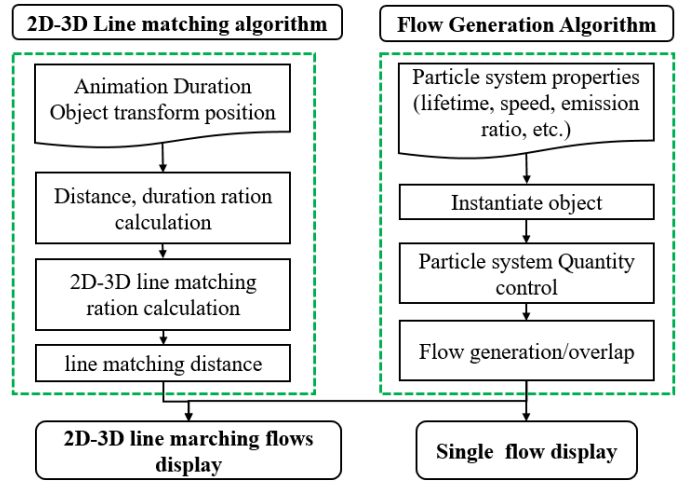 2D-3D Line matching algorithm
Animation Duration
Object transform position
Distance, duration ration
calculation
2D-3D line matching
ration calculation
line matching distance
2D-3D line marching flows
display
Flow Generation Algorithm
Particle system properties
(lifetime, speed, emission
ratio, etc.)
Instantiate object
Particle system Quantity
control
Flow generation/overlap
Single flow display